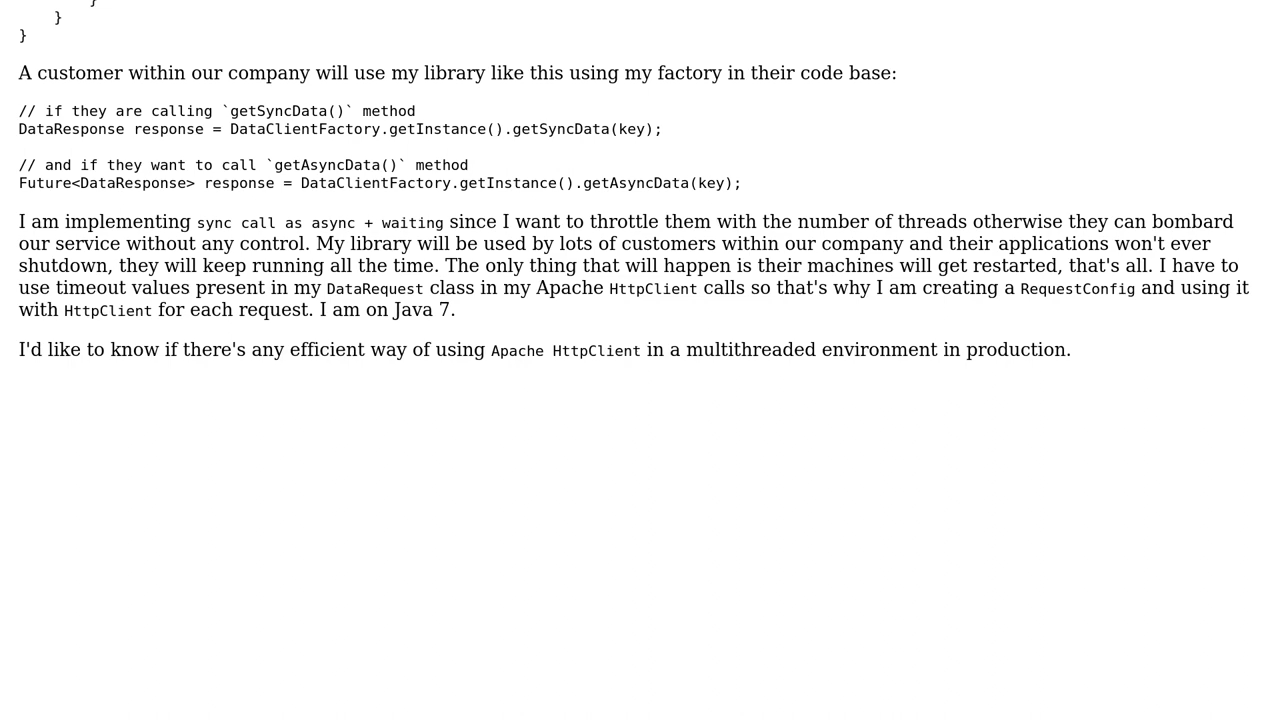 }
}
}
A customer within our company will use my library like this using my factory in their code base:
// if they are calling `getSyncData()` method
DataResponse response = DataClientFactory.getInstance().getSyncData(key);
// and if they want to call `getAsyncData()` method
Future<DataResponse> response = DataClientFactory.getInstance().getAsyncData(key);
I am implementing sync call as async + waiting since I want to throttle them with the number of threads otherwise they can bombard
our service without any control. My library will be used by lots of customers within our company and their applications won't ever
shutdown, they will keep running all the time. The only thing that will happen is their machines will get restarted, that's all. I have to
use timeout values present in my DataRequest class in my Apache HttpClient calls so that's why I am creating a RequestConfig and using it
with HttpClient for each request. I am on Java 7.
I'd like to know if there's any efficient way of using Apache HttpClient in a multithreaded environment in production.